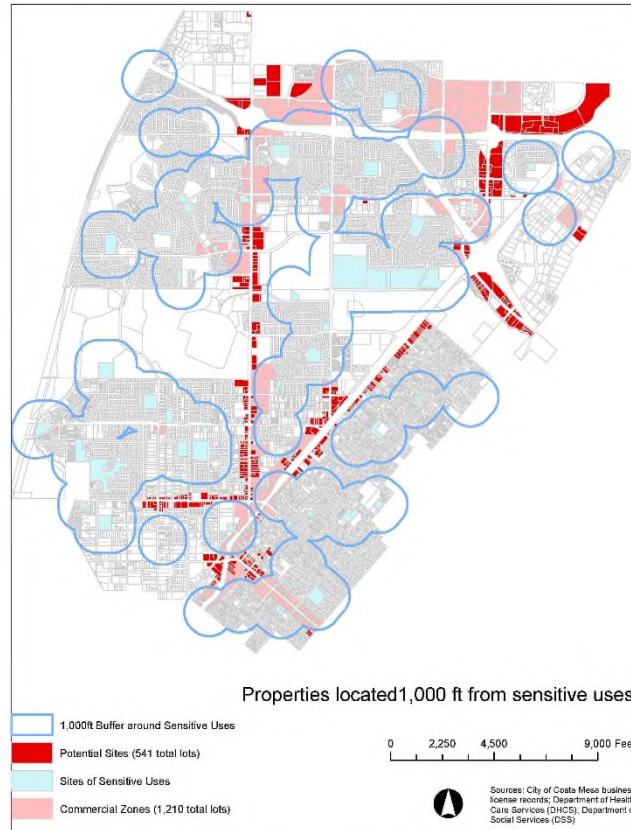 Properties located1,000 ft from sensitive uses
1,000ft Buffer around Sensitive Uses
Potential Sites (541 total lots)
Sites of Sensitive Uses
Commercial Zones (1,210 total lots)
0 2,250 4,500 9,000 Fee
Sources: City of Costa Mesa busines
license records; Department of Health
Care Services (DHCS); Department o
Social Services (DSS)